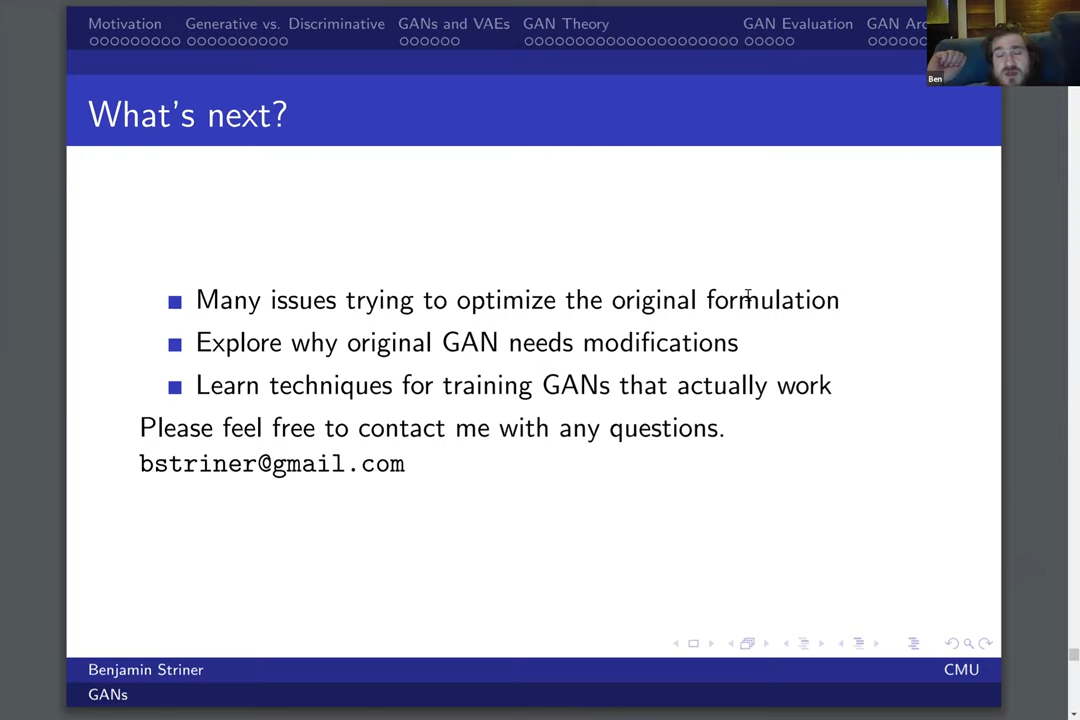 Motivation Generative vs. Discriminative GANs and VAEs GAN Theory GAN Evaluation GAN
Ben
What's next?
Many issues trying to optimize the original formulation
Explore why original GAN needs modifications
Learn techniques for training GANs that actually work
Please feel free to contact me with any questions.
bstriner@gmail.com
Benjamin Striner CMU
GANs